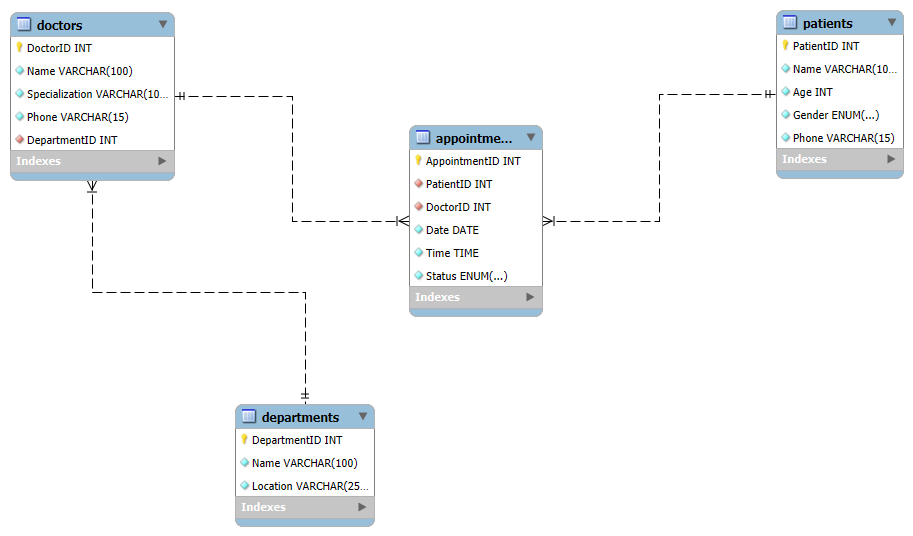 doctors
DoctorID INT
Name VARCHAR(100)
Specialization VARCHAR(10...
Phone VARCHAR(15)
DepartmentID INT
Indexes
patients
PatientID INT
Name VARCHAR(10...
Age INT
Gender ENUM(...)
Phone VARCHAR(15)
Indexes
appointme...
AppointmentID INT
PatientID INT
DoctorID INT
Date DATE
Time TIME
Status ENUM(...)
Indexes
departments
DepartmentID INT
Name VARCHAR(100)
Location VARCHAR(25...
Indexes